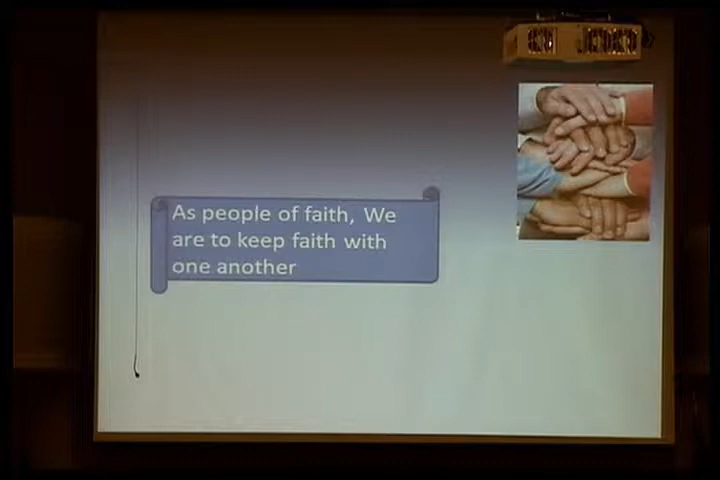 As people of faith, We
are to keep faith with
one another